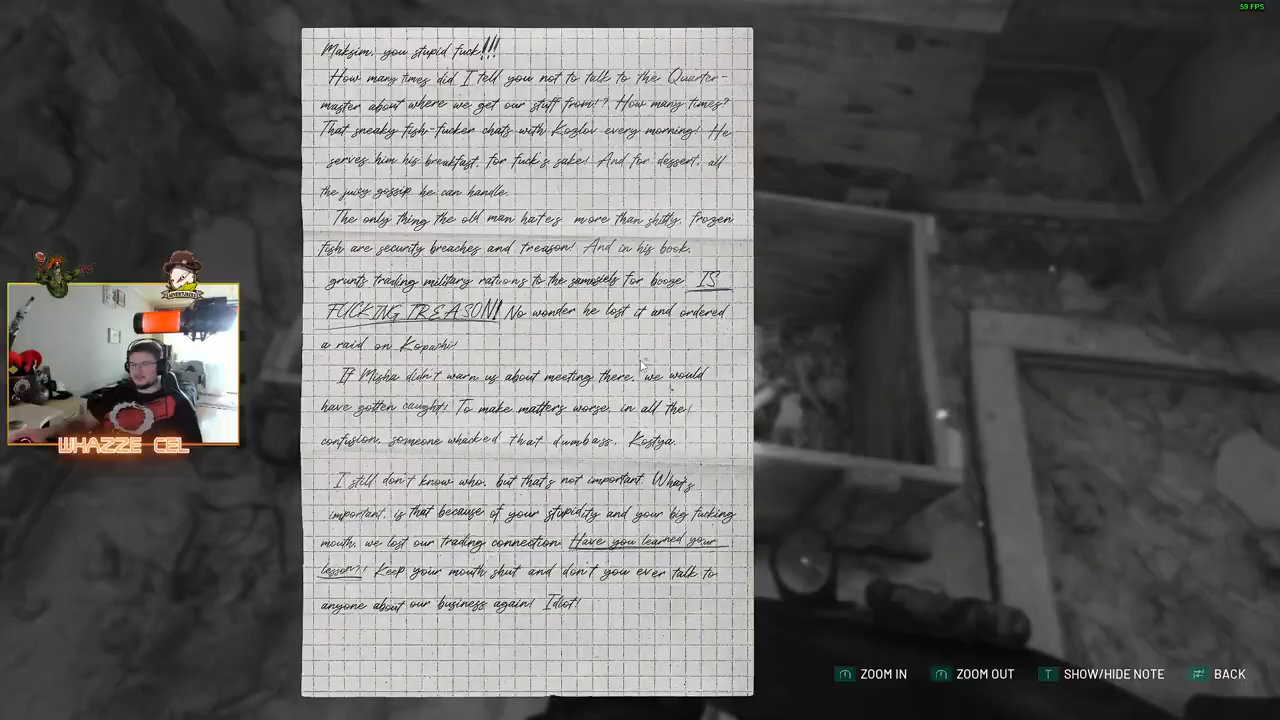 59 FPS
Maksim, you stupid fuck!!!
How many times did I tell you not to talk to the Quarter-
master about where we get our stuff from!? How many times?
That sneaky fish-fucker chats with Kozlov every morning! He
serves him his breakfast, for fuck's sake! And for dessert, all
the juicy gossip he can handle.
The only thing the old man hates more than shitty, frozen
fish are security breaches and treason! And in his book,
grunts trading military rations to the samosels for booze IS
FUCKING TREASON! No wonder he lost it and ordered
a raid on Kopachi!
If Misha didn't warn us about meeting there, we would
have gotten caught! To make matters worse, in all the
confusion, someone whacked that dumbass, Kostya.
I still don't know who, but that's not important. What's
important, is that because of your stupidity and your big fucking
mouth, we lost our trading connection. Have you learned your
lesson?! Keep your mouth shut and don't you ever talk to
anyone about our business again! Idiot!
WHAZZE CEL
ZOOM IN
ZOOM OUT
T SHOW/HIDE NOTE
BACK